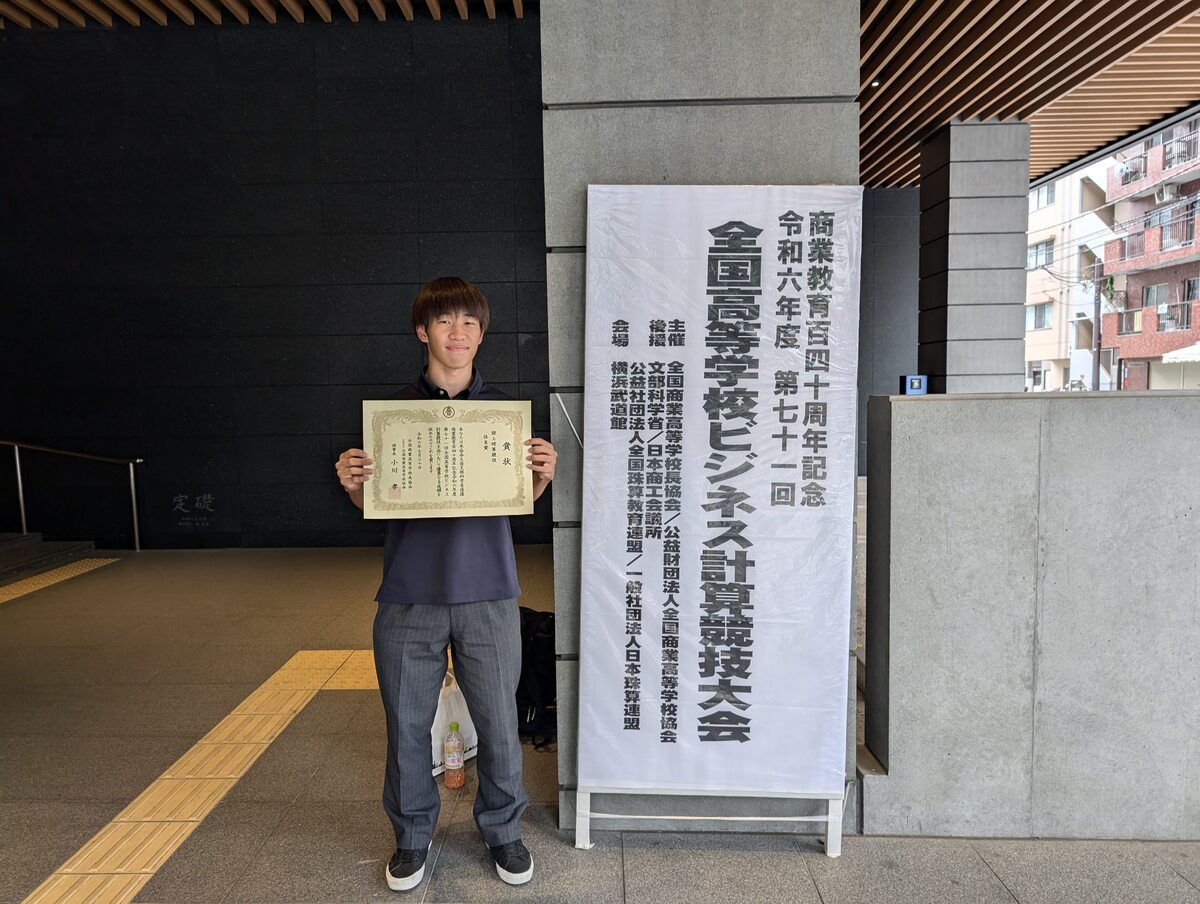 商業教育百四十周年記念
令和六年度 第七十一回
全国高等学校ビジネス計算競技大会
主催 全国商業高等学校長協会/公益財団法人全国商業高等学校協会
後援 文部科学省/日本商工会議所
公益社団法人全国珠算教育連盟/一般社団法人日本珠算連盟
会場 横浜武道館
賞状
佳良賞
小川
定礎